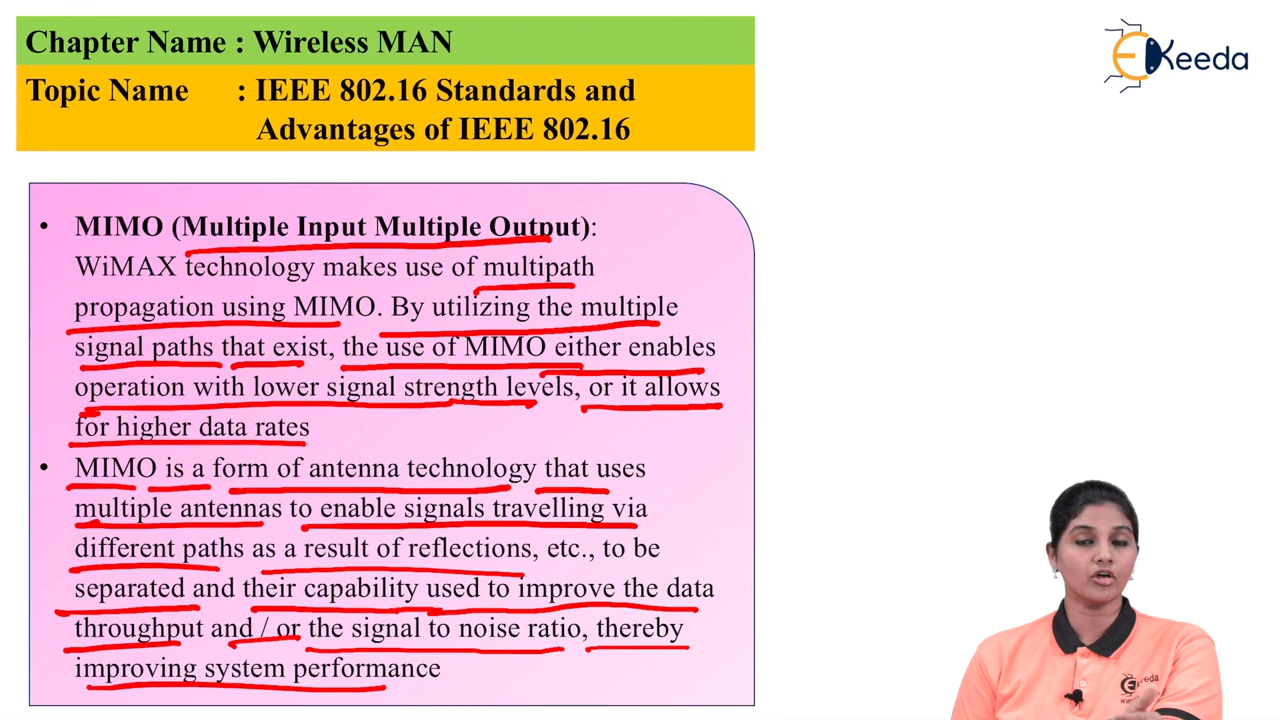 Chapter Name : Wireless MAN
Topic Name : IEEE 802.16 Standards and
Advantages of IEEE 802.16
EKeeda
• MIMO (Multiple Input Multiple Output):
WiMAX technology makes use of multipath
propagation using MIMO. By utilizing the multiple
signal paths that exist, the use of MIMO either enables
operation with lower signal strength levels, or it allows
for higher data rates
• MIMO is a form of antenna technology that uses
multiple antennas to enable signals travelling via
different paths as a result of reflections, etc., to be
separated and their capability used to improve the data
throughput and / or the signal to noise ratio, thereby
improving system performance